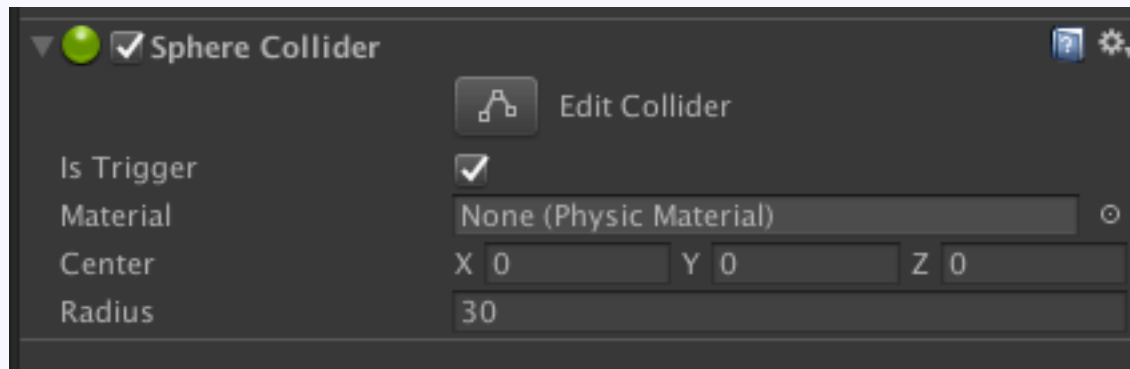 Sphere Collider
Edit Collider
Is Trigger
Material None (Physic Material)
Center X 0 Y 0 Z 0
Radius 30